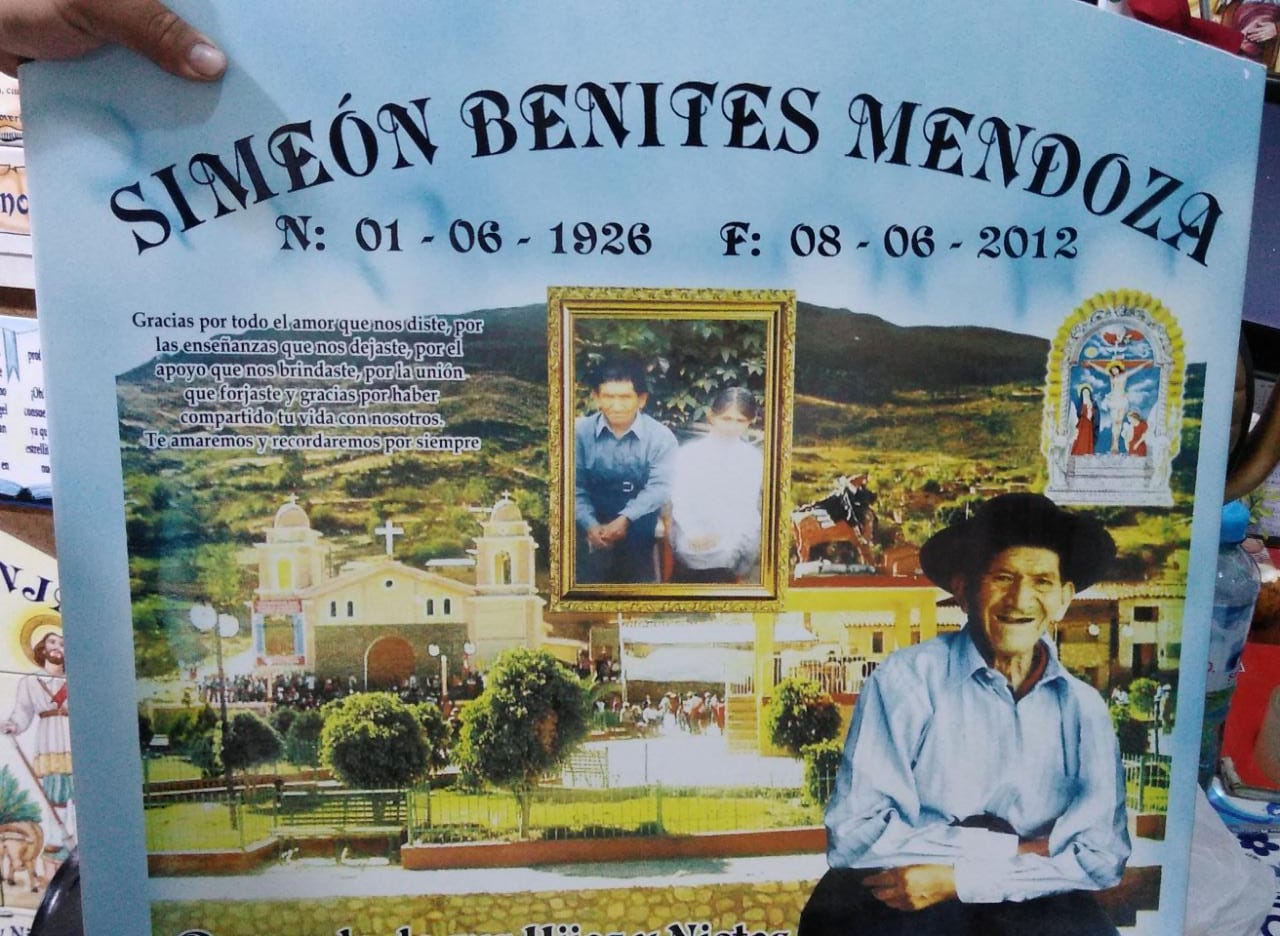 SIMEÓN BENITES MENDOZA
N: 01 - 06 - 1926 F: 08 - 06 - 2012
Gracias por todo el amor que nos diste, por
las enseñanzas que nos dejaste, por el
apoyo que nos brindaste, por la unión
que forjaste y gracias por haber
compartido tu vida con nosotros.
Te amaremos y recordaremos por siempre
Hijos y Nietos